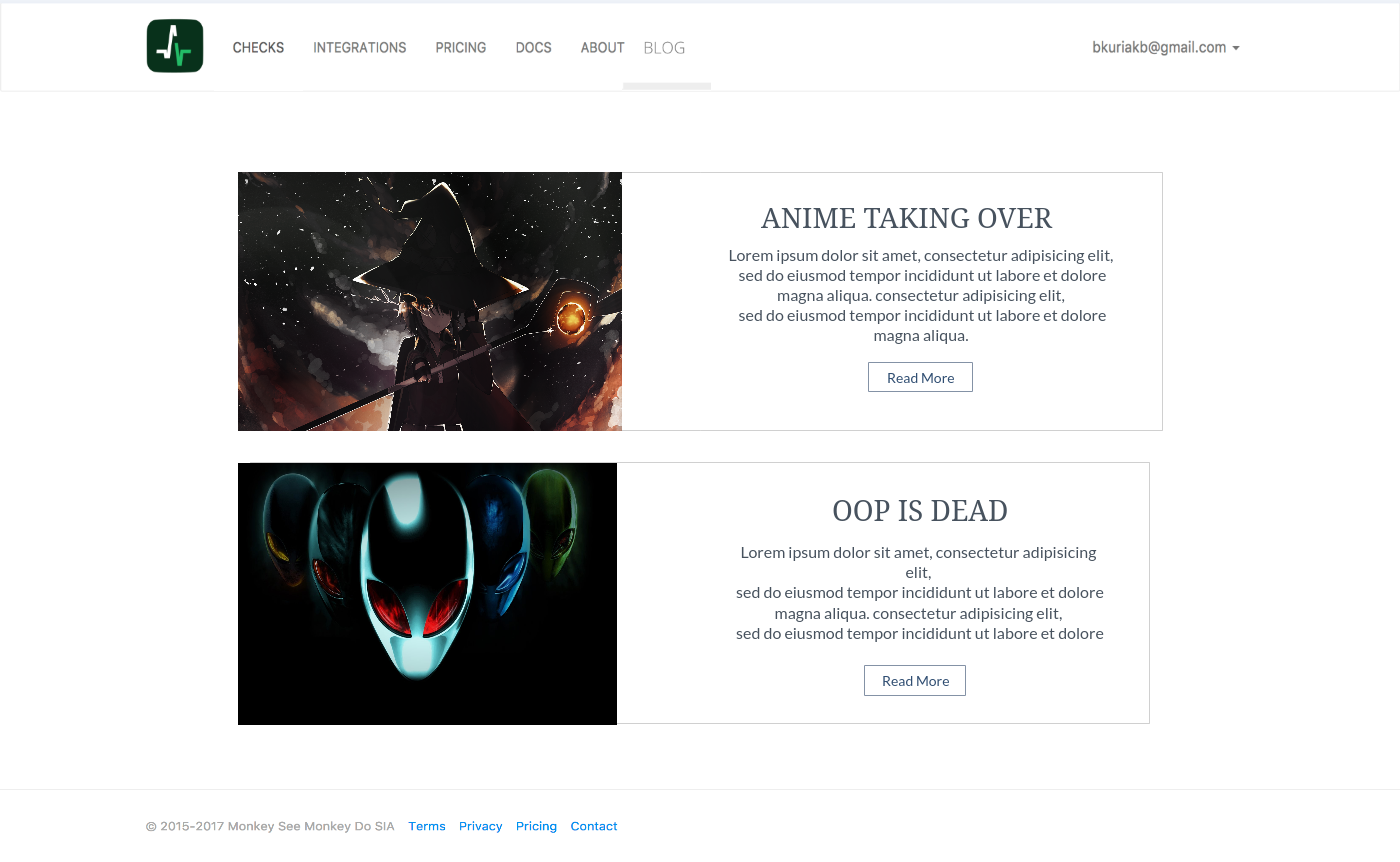 CHECKS INTEGRATIONS PRICING DOCS ABOUT BLOG bkuriakb@gmail.com
ANIME TAKING OVER
Lorem ipsum dolor sit amet, consectetur adipisicing elit,
sed do eiusmod tempor incididunt ut labore et dolore
magna aliqua. consectetur adipisicing elit,
sed do eiusmod tempor incididunt ut labore et dolore
magna aliqua.
Read More
OOP IS DEAD
Lorem ipsum dolor sit amet, consectetur adipisicing
elit,
sed do eiusmod tempor incididunt ut labore et dolore
magna aliqua. consectetur adipisicing elit,
sed do eiusmod tempor incididunt ut labore et dolore
Read More
© 2015-2017 Monkey See Monkey Do SIA Terms Privacy Pricing Contact